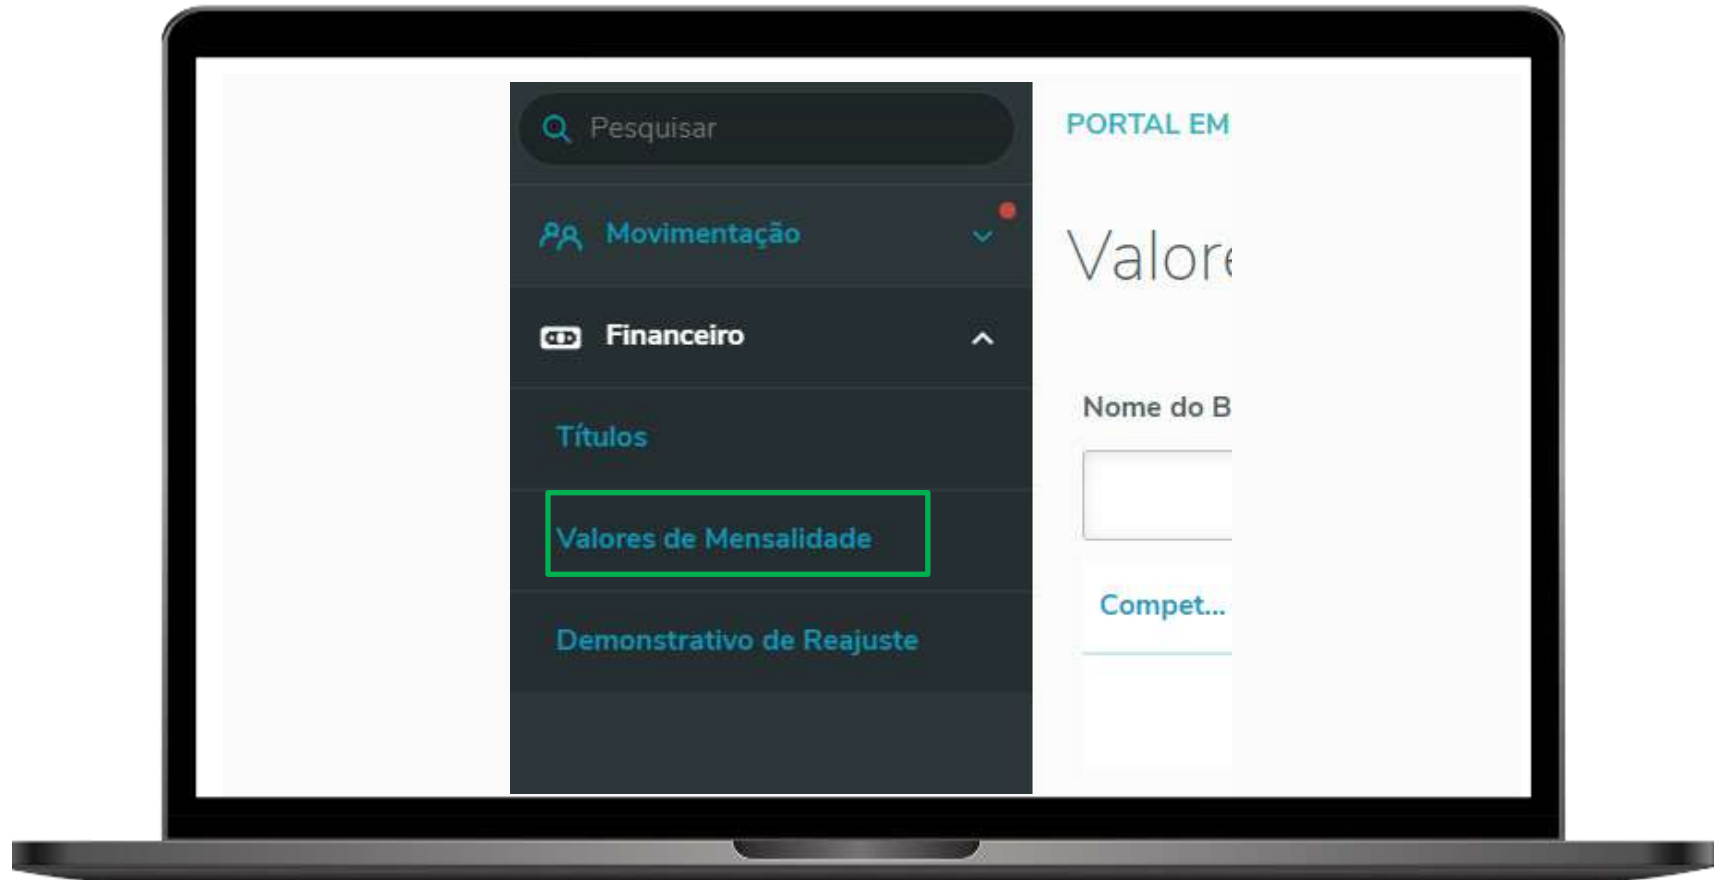 Pesquisar
Movimentação
Financeiro
Títulos
Valores de Mensalidade
Demonstrativo de Reajuste
PORTAL EM
Valore
Nome do B
Compet...